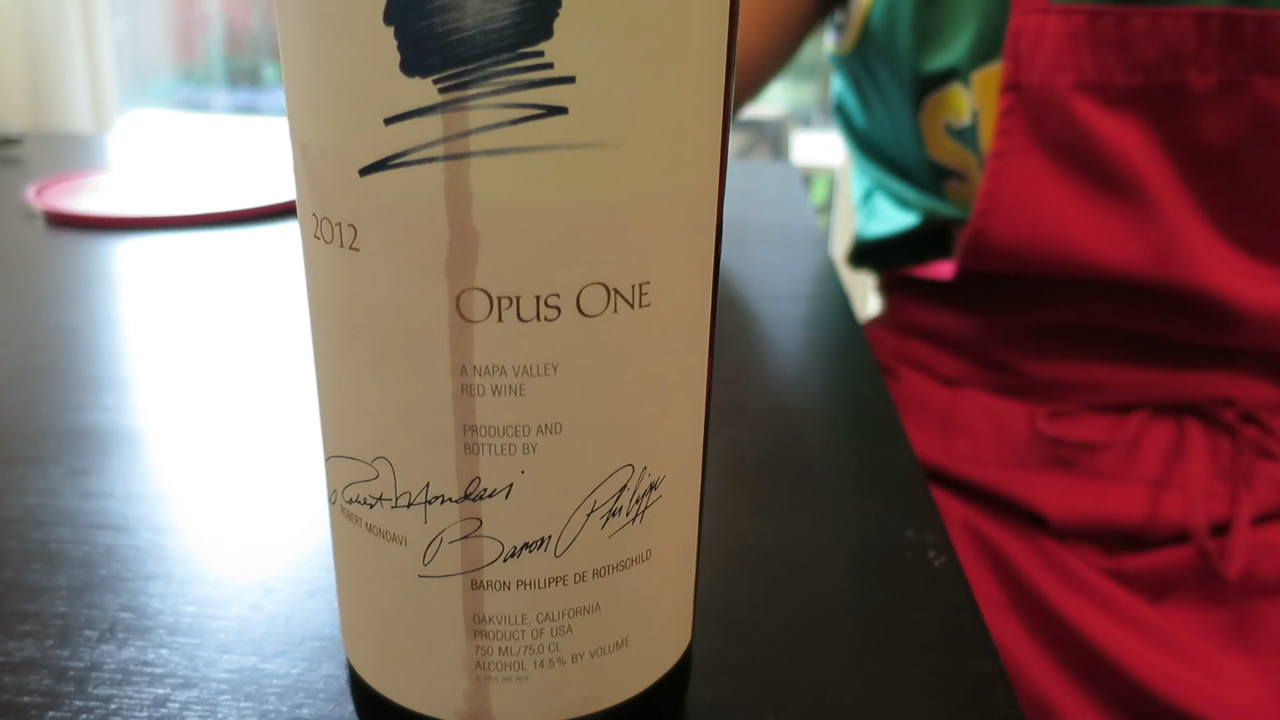 2012
OPUS ONE
A NAPA VALLEY
RED WINE
PRODUCED AND
BOTTLED BY
Robert Mondavi
ROBERT MONDAVI
Baron Philippe
BARON PHILIPPE DE ROTHSCHILD
OAKVILLE, CALIFORNIA
PRODUCT OF USA
750 ML/75.0 CL
ALCOHOL 14.5% BY VOLUME